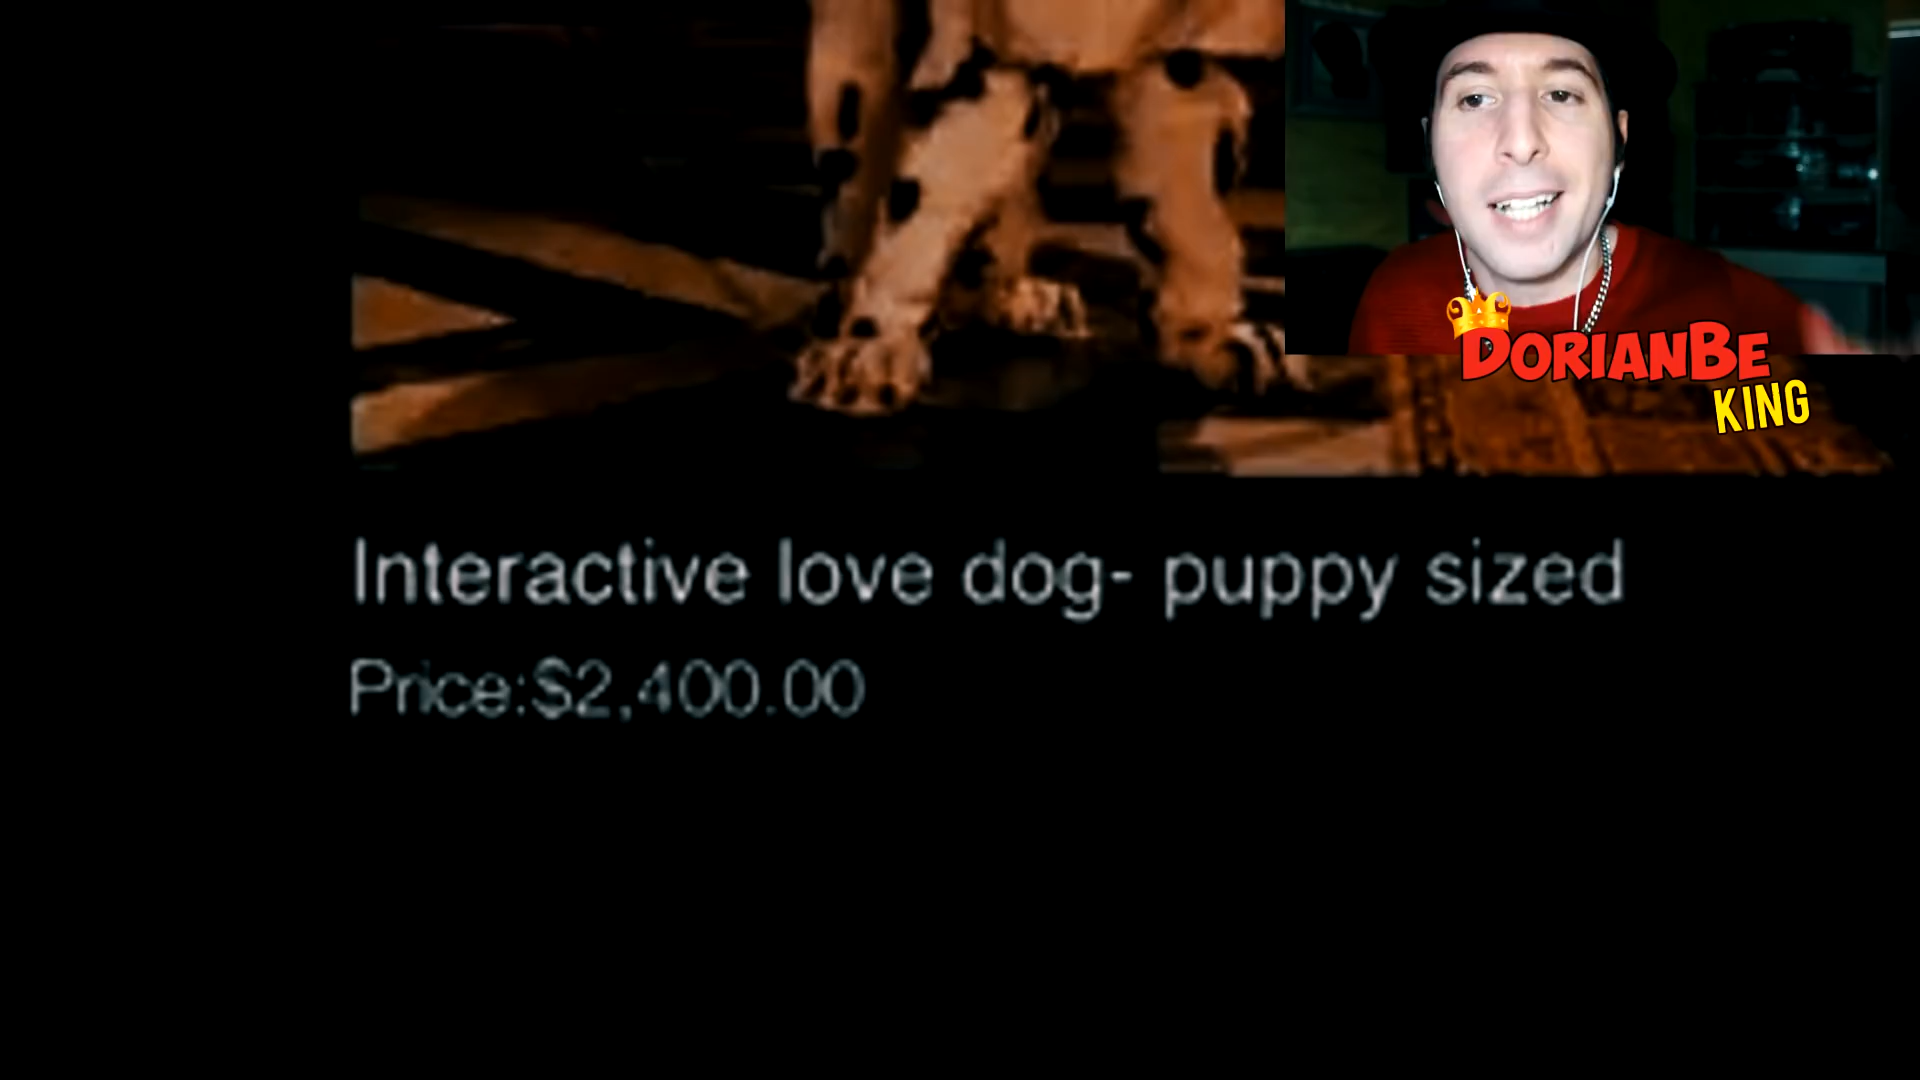 DORIANBE
KING
Interactive love dog- puppy sized
Price:$2,400.00